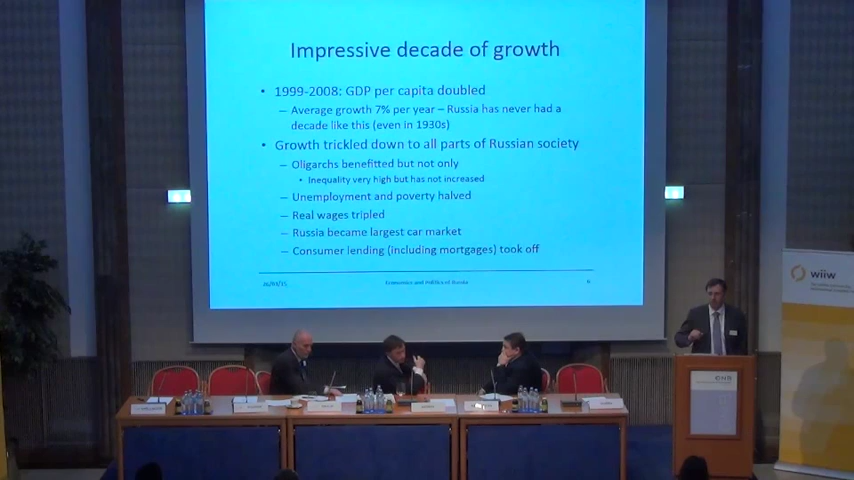 Impressive decade of growth
• 1999-2008: GDP per capita doubled
– Average growth 7% per year – Russia has never had a
decade like this (even in 1930s)
• Growth trickled down to all parts of Russian society
– Oligarchs benefitted but not only
• Inequality very high but has not increased
– Unemployment and poverty halved
– Real wages tripled
– Russia became largest car market
– Consumer lending (including mortgages) took off
Economics and Politics of Russia
wiiw